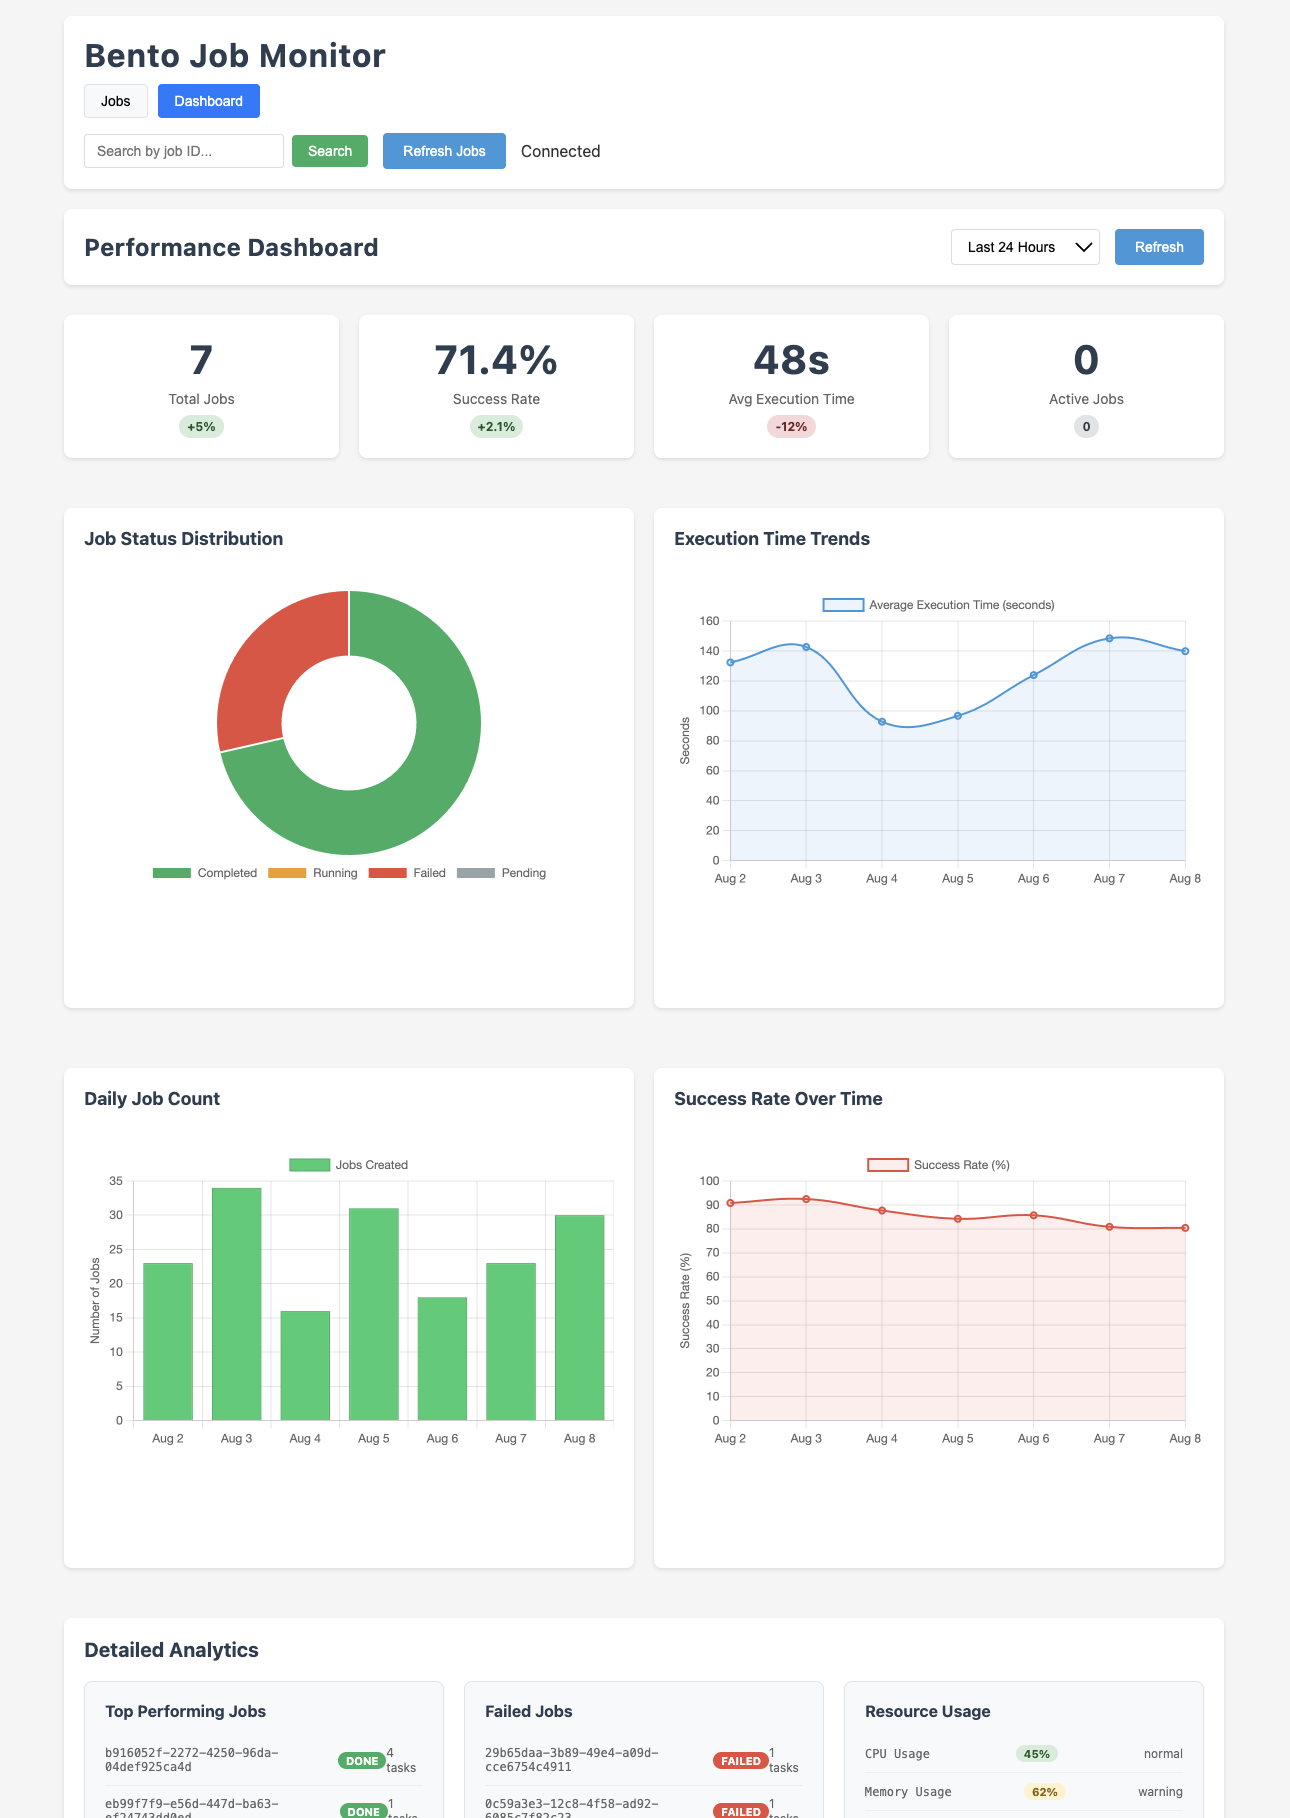 Bento Job Monitor
Jobs Dashboard
Search by job ID... Search Refresh Jobs Connected
Performance Dashboard
Last 24 Hours Refresh
7 71.4% 48s 0
Total Jobs Success Rate Avg Execution Time Active Jobs
+5% +2.1% -12% 0
Job Status Distribution
Completed Running Failed Pending
Execution Time Trends
Average Execution Time (seconds)
160
140
120
100
80
60
40
20
0
Seconds
Aug 2 Aug 3 Aug 4 Aug 5 Aug 6 Aug 7 Aug 8
Daily Job Count
Jobs Created
35
30
25
20
15
10
5
0
Number of Jobs
Aug 2 Aug 3 Aug 4 Aug 5 Aug 6 Aug 7 Aug 8
Success Rate Over Time
Success Rate (%)
100
90
80
70
60
50
40
30
20
10
0
Success Rate (%)
Aug 2 Aug 3 Aug 4 Aug 5 Aug 6 Aug 7 Aug 8
Detailed Analytics
Top Performing Jobs
b916052f-2272-4250-96da-
04def925ca4d
DONE
4
tasks
eb99f7f9-e56d-447d-ba63-
ef24743dd0ed
DONE
1
tasks
Failed Jobs
29b65daa-3b89-49e4-a09d-
cce6754c4911
FAILED
1
tasks
0c59a3e3-12c8-4f58-ad92-
6085c7f82c23
FAILED
1
tasks
Resource Usage
CPU Usage 45% normal
Memory Usage 62% warning